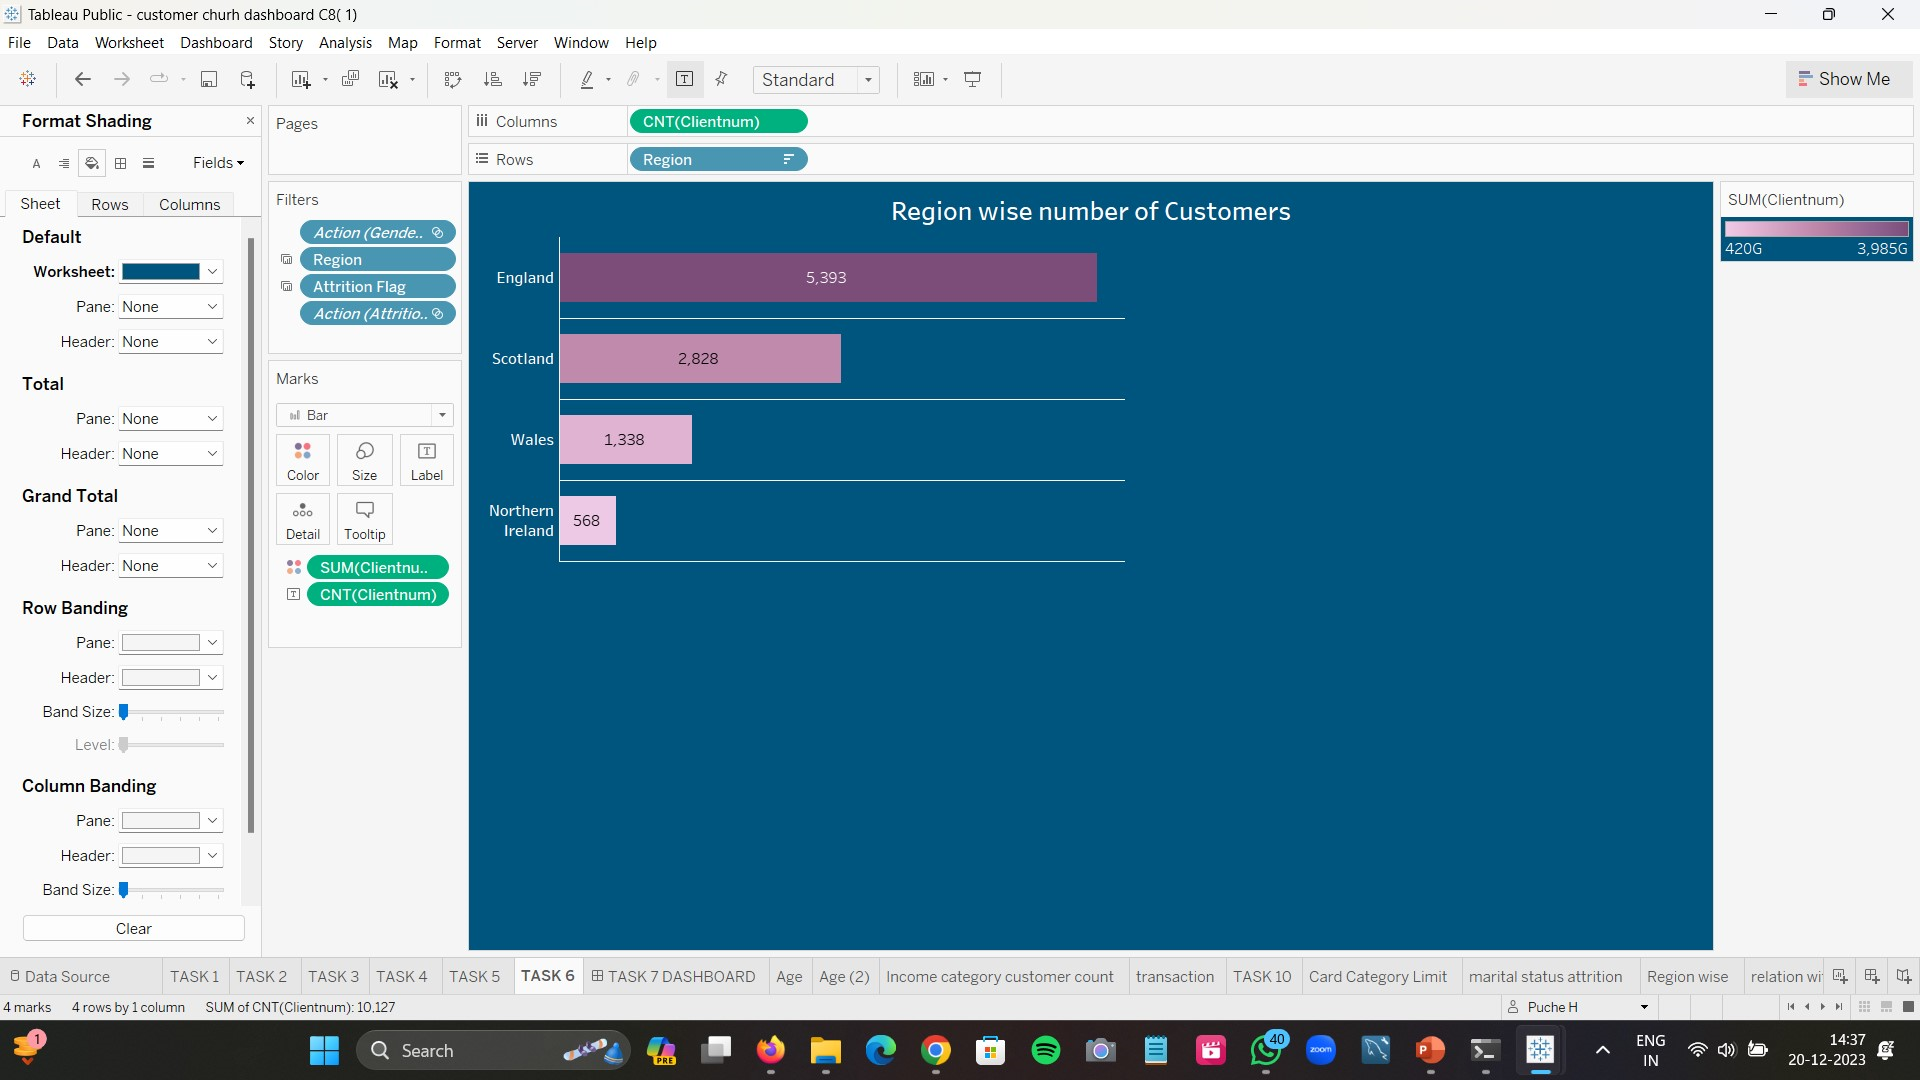 Tableau Public - customer churh dashboard C8( 1)
File Data Worksheet Dashboard Story Analysis Map Format Server Window Help
Standard
Show Me
Format Shading
Fields
Sheet Rows Columns
Default
Worksheet:
Pane: None
Header: None
Total
Pane: None
Header: None
Grand Total
Pane: None
Header: None
Row Banding
Pane:
Header:
Band Size:
Level:
Column Banding
Pane:
Header:
Band Size:
Clear
Pages
Filters
Action (Gende..
Region
Attrition Flag
Action (Attritio..
Marks
Bar
Color Size Label
Detail Tooltip
SUM(Clientnu..
CNT(Clientnum)
Columns CNT(Clientnum)
Rows Region
Region wise number of Customers
England 5,393
Scotland 2,828
Wales 1,338
Northern
Ireland
568
SUM(Clientnum)
420G 3,985G
Data Source TASK 1 TASK 2 TASK 3 TASK 4 TASK 5 TASK 6 TASK 7 DASHBOARD Age Age (2) Income category customer count transaction TASK 10 Card Category Limit marital status attrition Region wise relation wi
4 marks 4 rows by 1 column SUM of CNT(Clientnum): 10,127 Puche H
1
Search
PRE
40
zoom
ENG
IN
14:37
20-12-2023